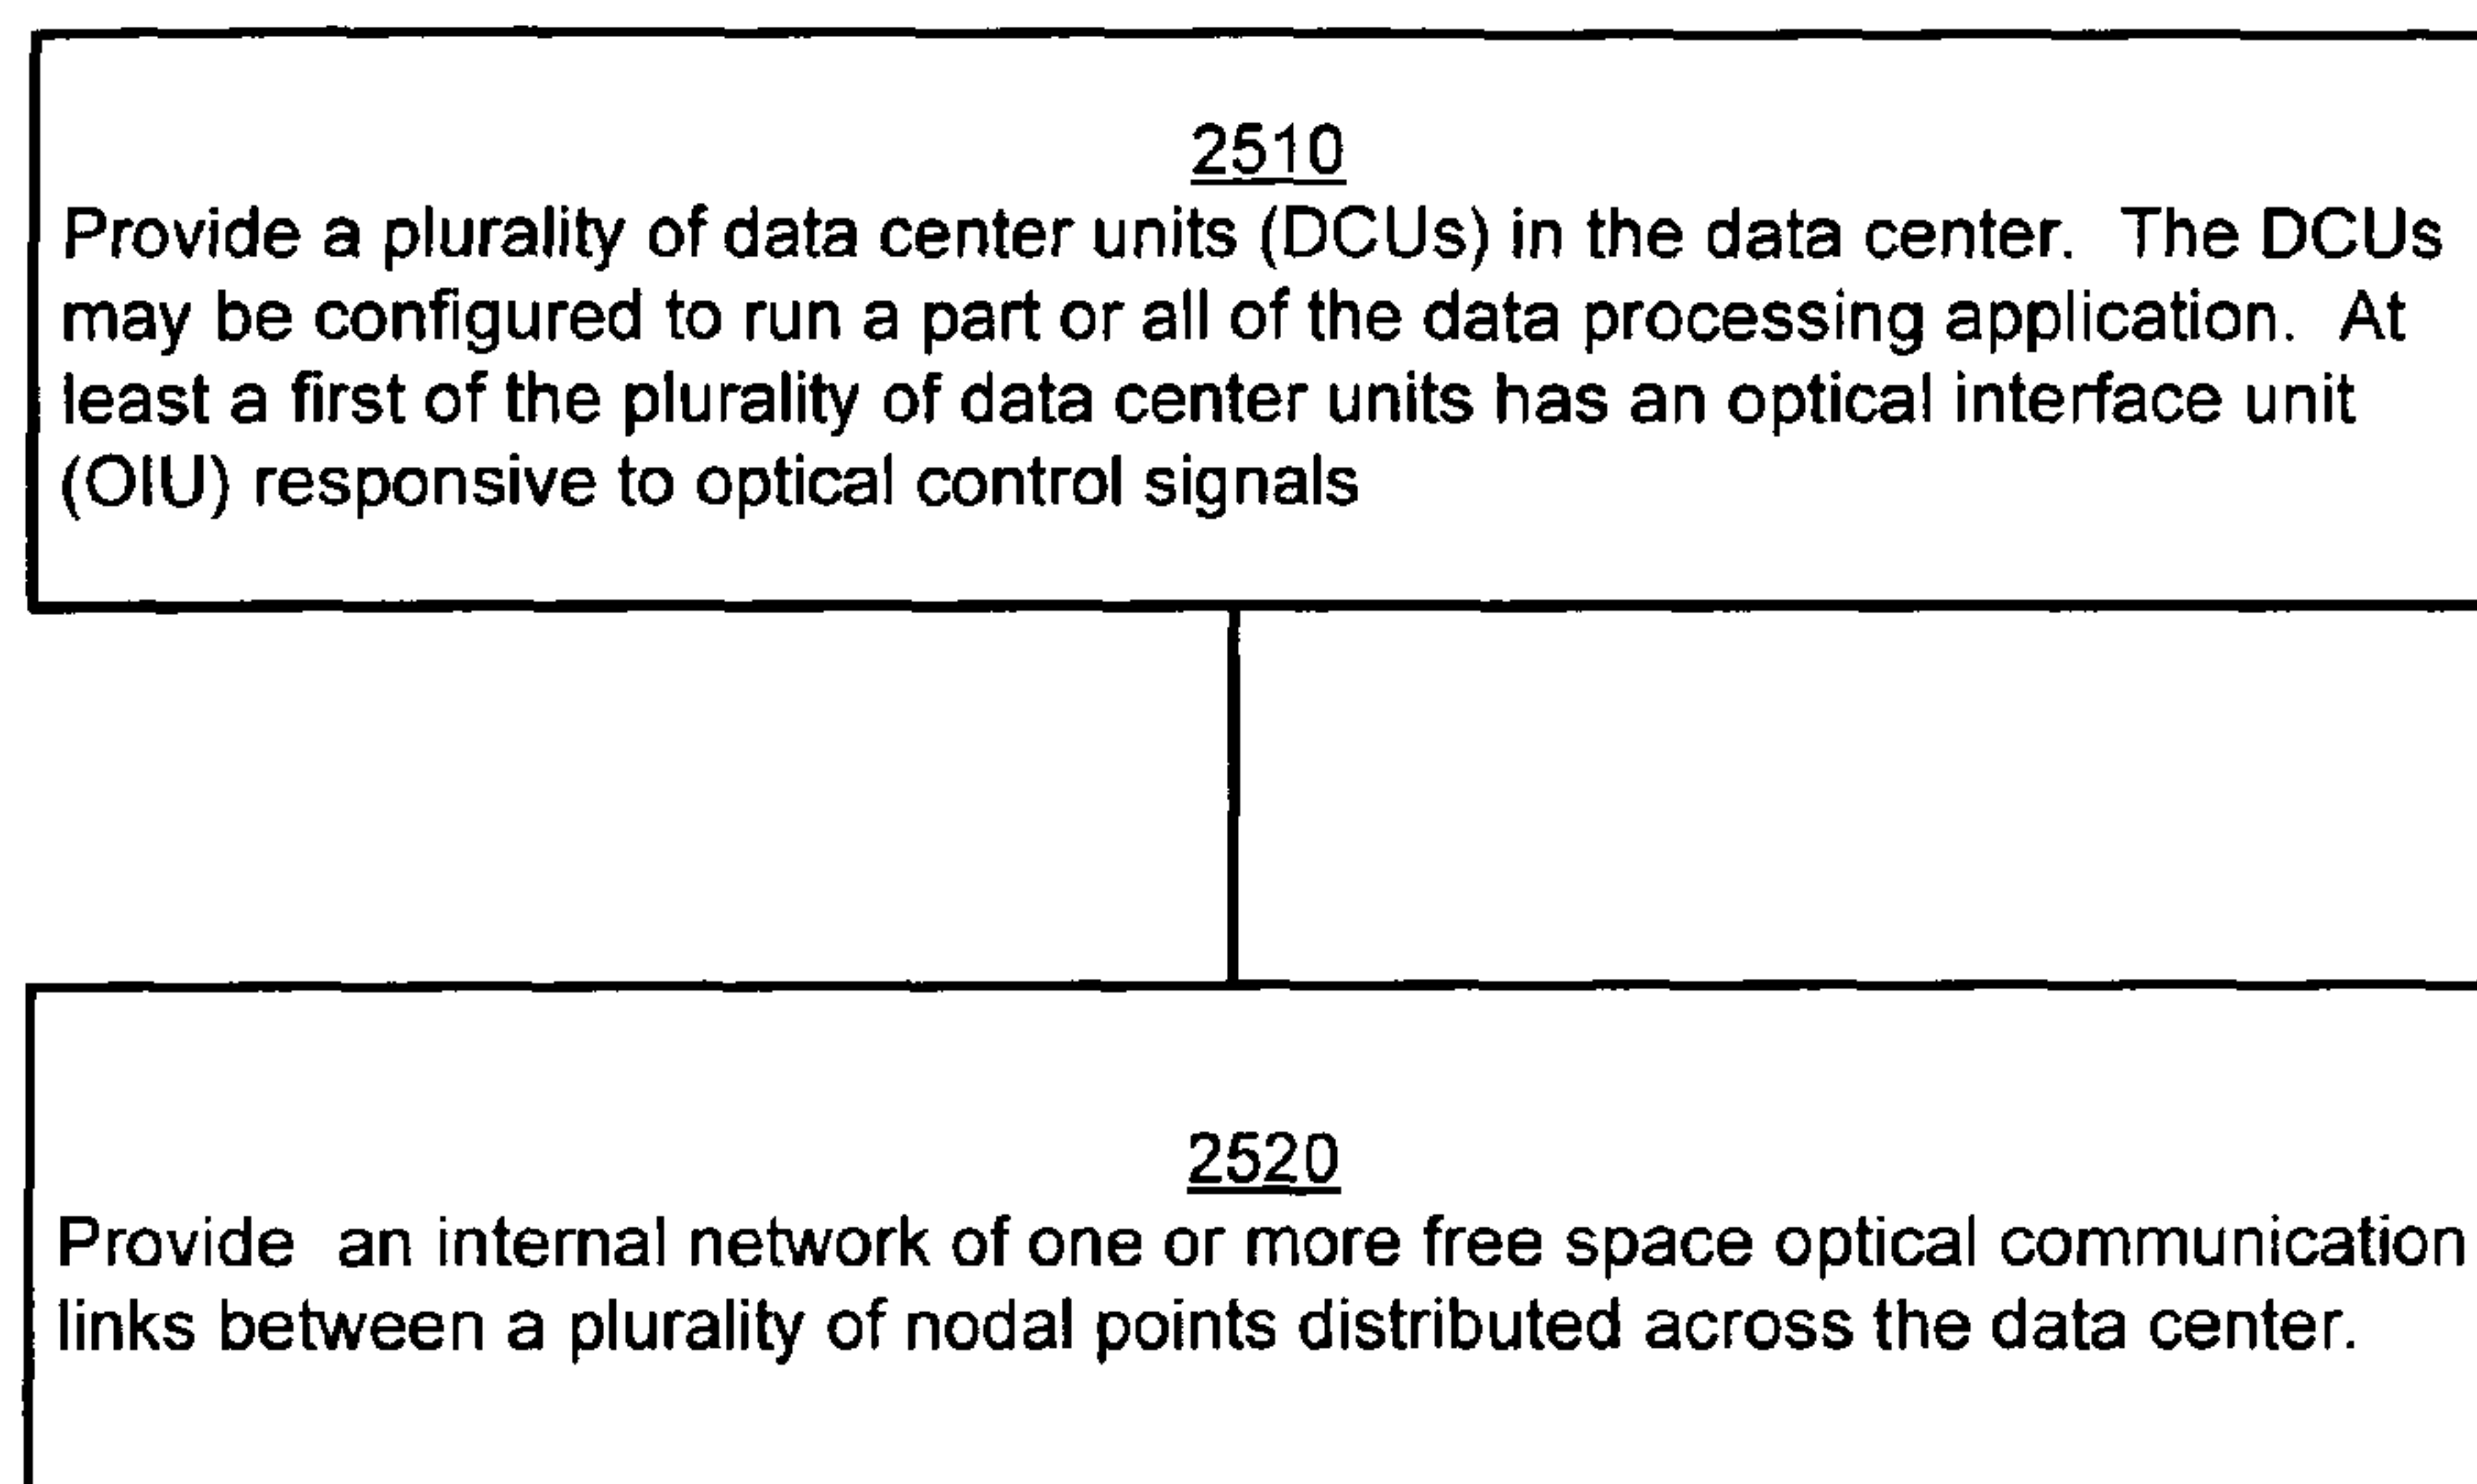 2510
Provide a plurality of data center units (DCUs) in the data center. The DCUs
may be configured to run a part or all of the data processing application. At
least a first of the plurality of data center units has an optical interface unit
(OIU) responsive to optical control signals
2520
Provide an internal network of one or more free space optical communication
links between a plurality of nodal points distributed across the data center.